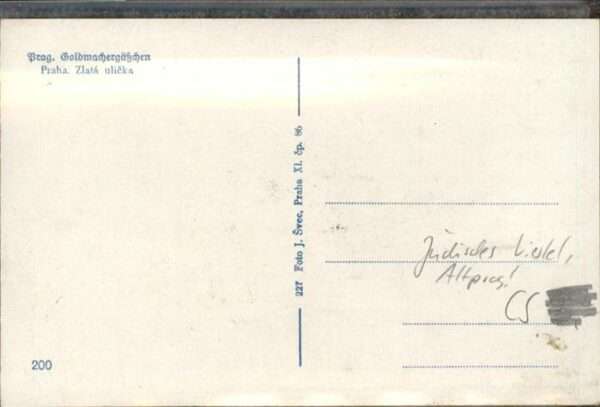 Prag. Goldmachergäßchen
Praha. Zlatá ulička
227 Foto J. Švec, Praha XI. čp. 86
Jüdisches Viertel,
Altprag!
CS
200